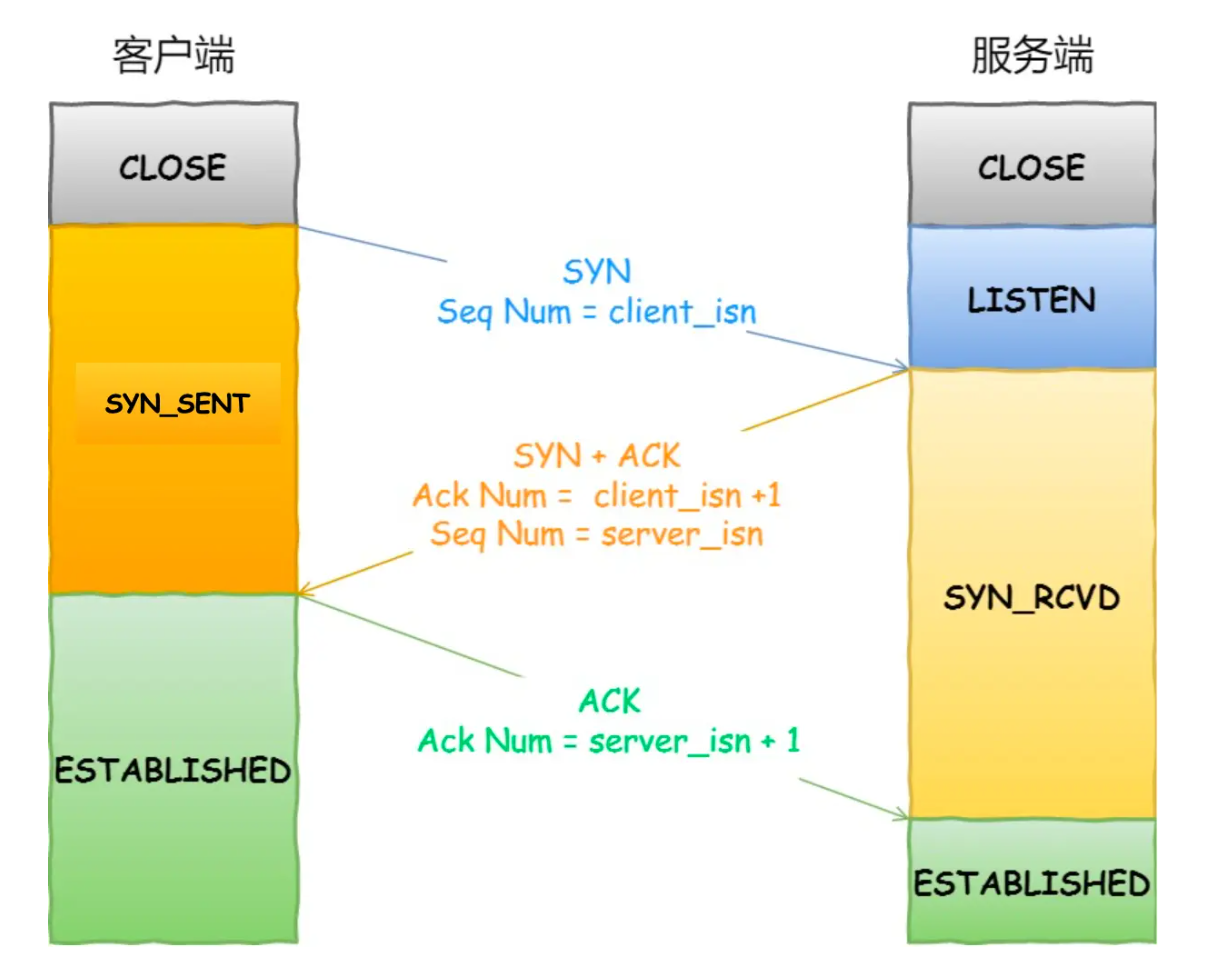 客户端
服务端
CLOSE
CLOSE
SYN
Seq Num = client_isn
LISTEN
SYN_SENT
SYN + ACK
Ack Num =  client_isn +1
Seq Num = server_isn
SYN_RCVD
ACK
Ack Num = server_isn + 1
ESTABLISHED
ESTABLISHED